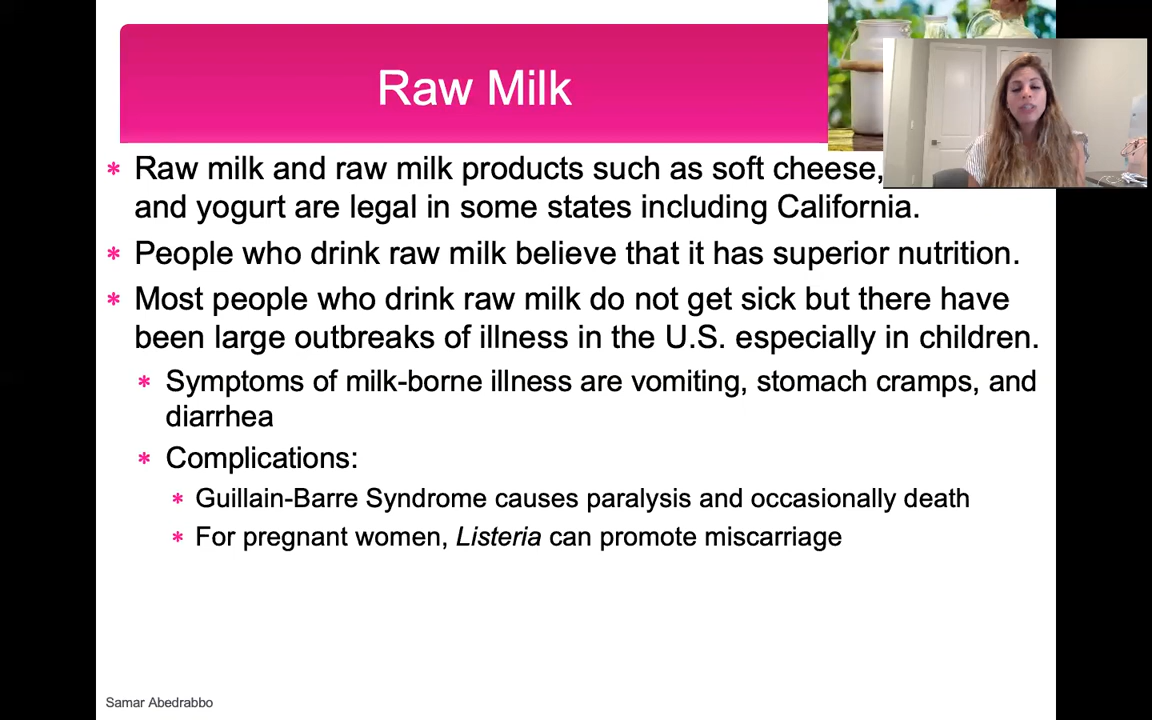 Raw Milk
* Raw milk and raw milk products such as soft cheese,
and yogurt are legal in some states including California.
* People who drink raw milk believe that it has superior nutrition.
* Most people who drink raw milk do not get sick but there have
been large outbreaks of illness in the U.S. especially in children.
* Symptoms of milk-borne illness are vomiting, stomach cramps, and
diarrhea
* Complications:
* Guillain-Barre Syndrome causes paralysis and occasionally death
* For pregnant women, Listeria can promote miscarriage
Samar Abedrabbo